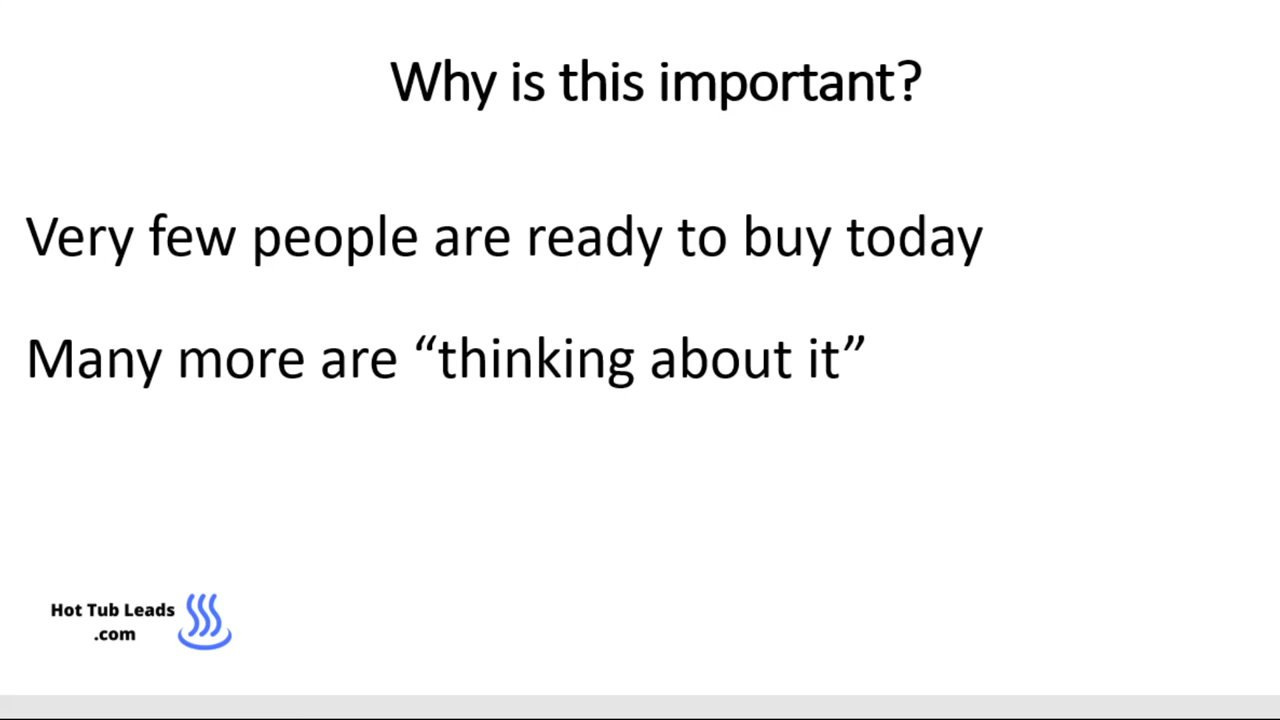 Why is this important?
Very few people are ready to buy today
Many more are “thinking about it”
Hot Tub Leads
.com